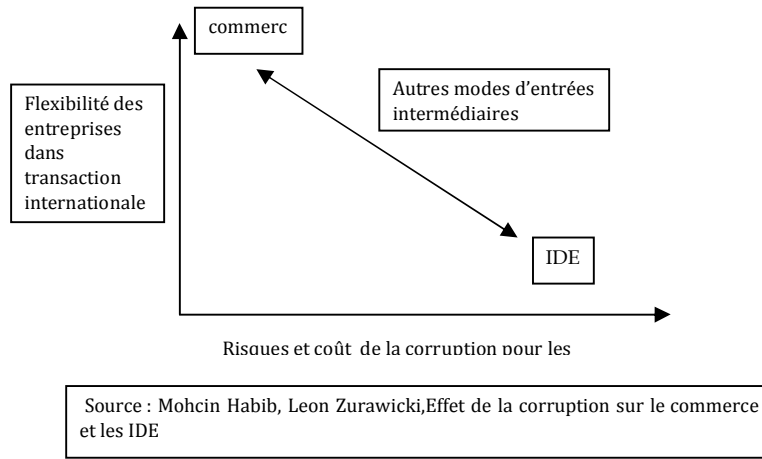 commerc
Autres modes d'entrées
intermédiaires
Flexibilité des
entreprises
dans
transaction
internationale
IDE
Risques et coût de la corruption pour les
Source : Mohcin Habib, Leon Zurawicki,Effet de la corruption sur le commerce
et les IDE